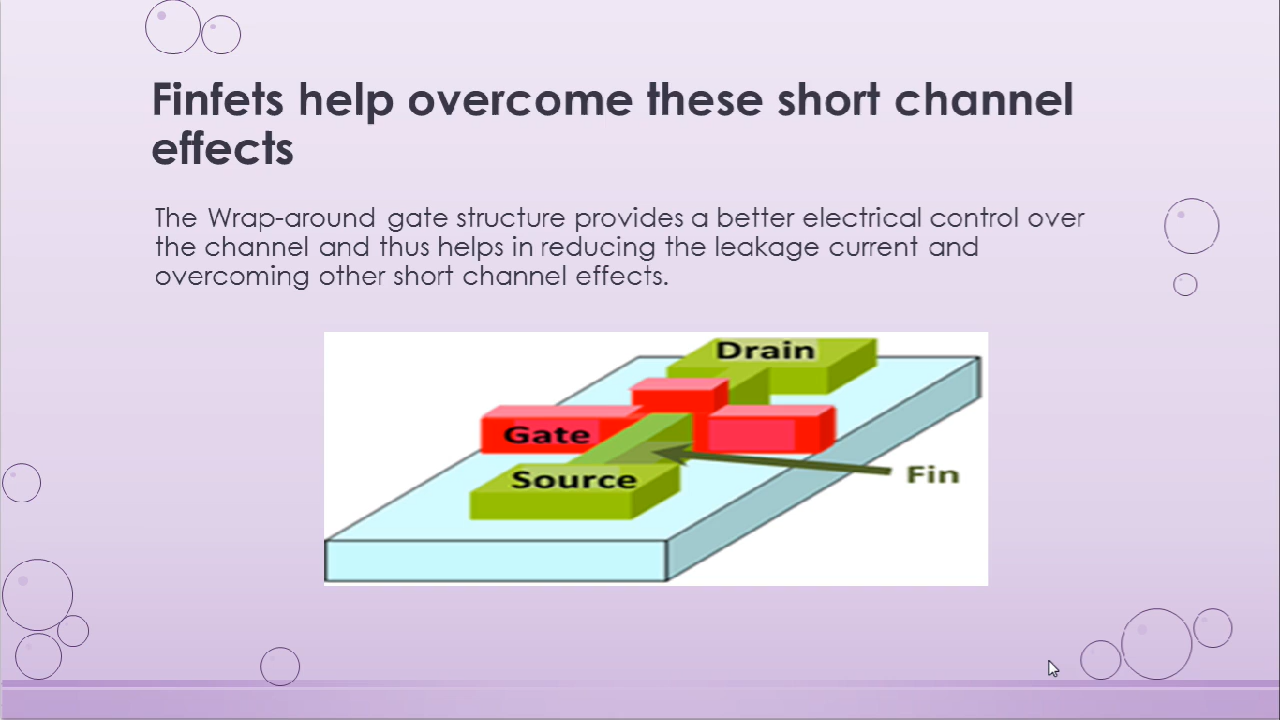 Finfets help overcome these short channel
effects
The Wrap-around gate structure provides a better electrical control over
the channel and thus helps in reducing the leakage current and
overcoming other short channel effects.
Drain
Gate
Source
Fin